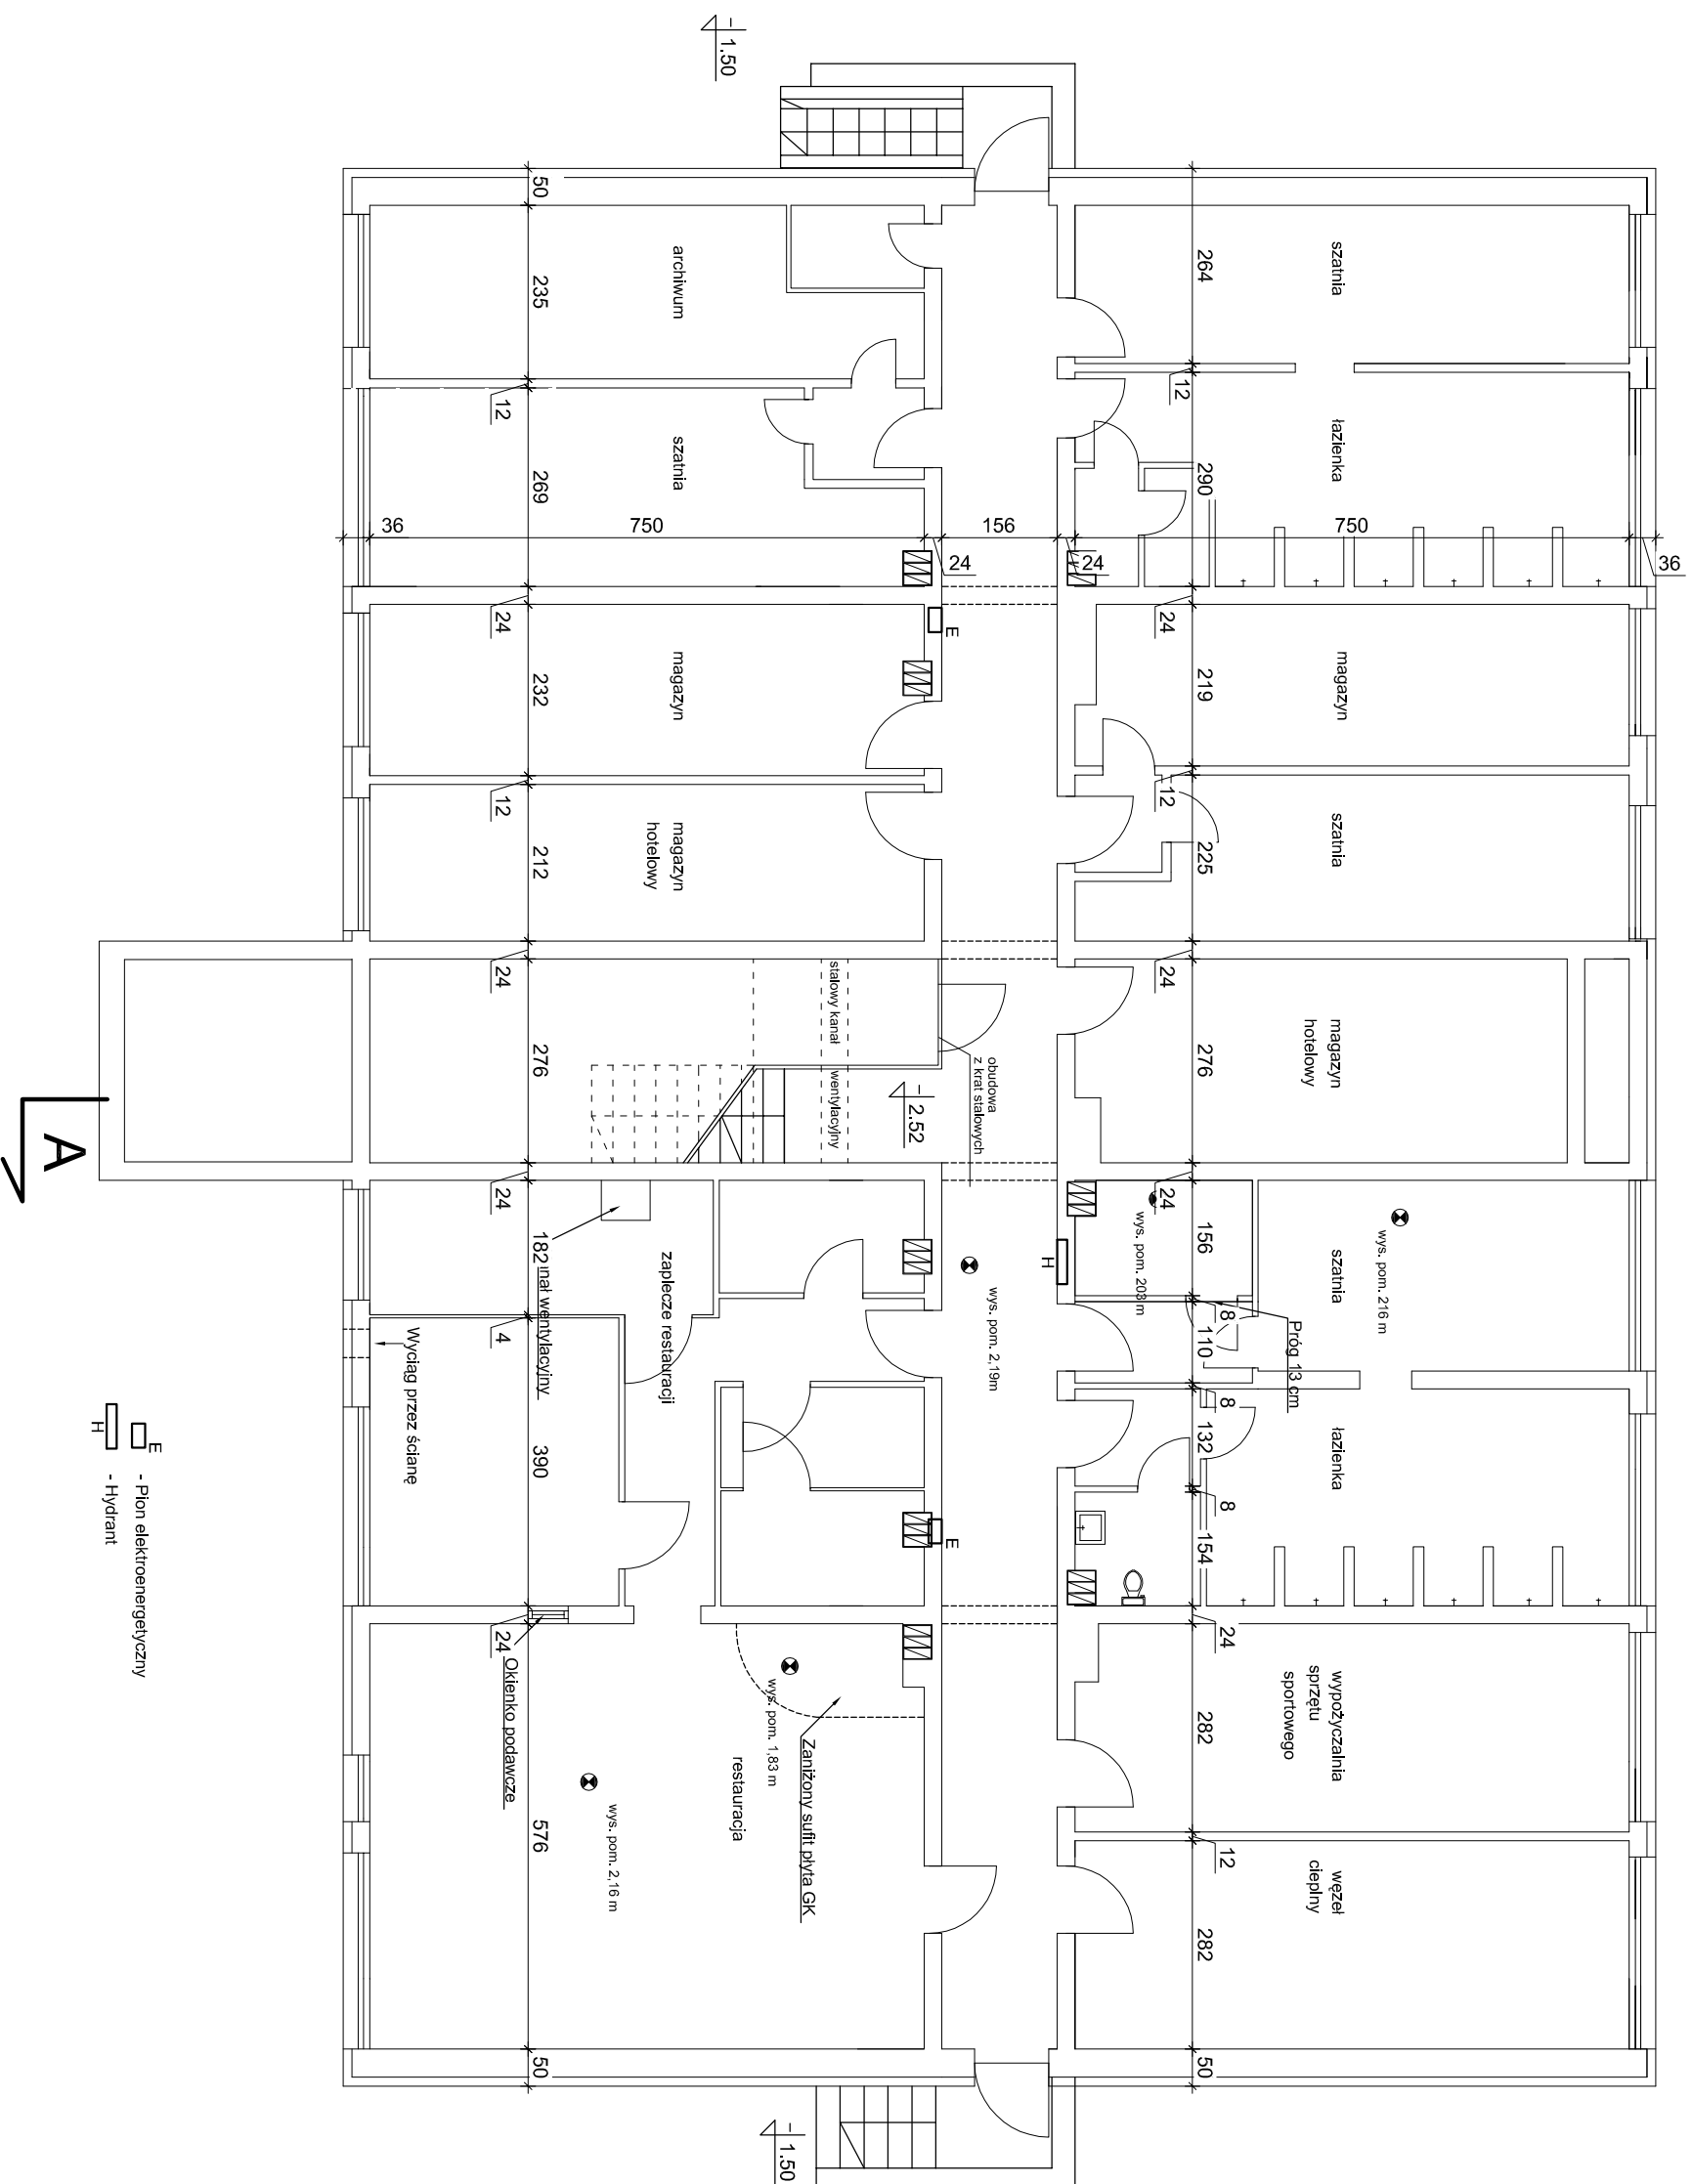 -1.50
50
235
12
269
24
232
12
212
24
276
24
182
4
390
24
576
50
264
12
290
24
219
12
225
24
276
24
156
8
110
8
132
8
154
24
282
12
282
50
36
750
24
156
24
750
36
szatnia
łazienka
magazyn
szatnia
magazyn
hotelowy
szatnia
wys. pom. 216 m
wys. pom. 203 m
Próg 13 cm
łazienka
wypożyczalnia
sprzętu
sportowego
węzeł
cieplny
E
H
E
obudowa
z krat stalowych
-2.52
wys. pom. 2,19m
archiwum
szatnia
magazyn
magazyn
hotelowy
stalowy kanał wentylacyjny
zaplecze restauracji
nał wentylacyjny
Wyciąg przez ścianę
Okienko podawcze
restauracja
wys. pom. 1,83 m
Zaniżony sufit płyta GK
wys. pom. 2,16 m
-1.50
A
E - Pion elektroenergetyczny
H - Hydrant